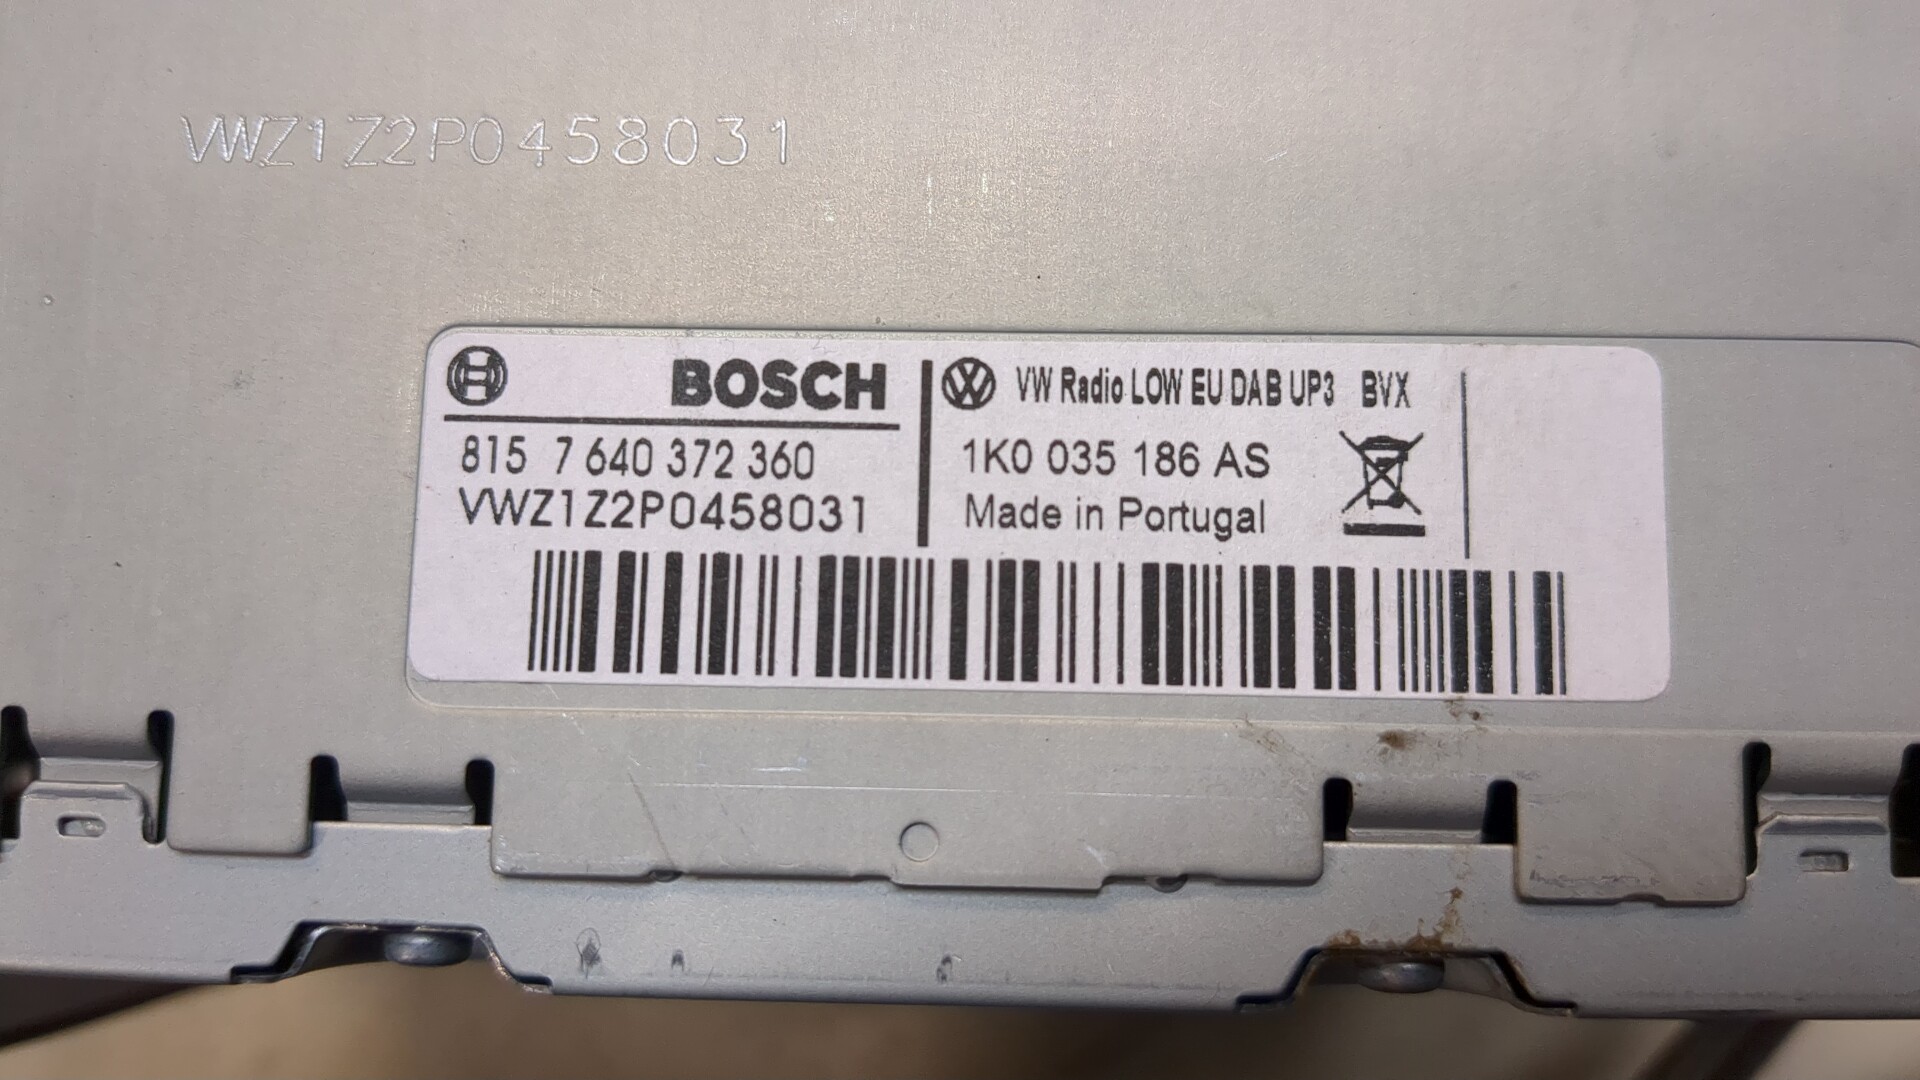 VWZ1Z2P0458031
BOSCH
815 7 640 372 360
VWZ1Z2P0458031
VW Radio LOW EU DAB UP3 BVX
1K0 035 186 AS
Made in Portugal